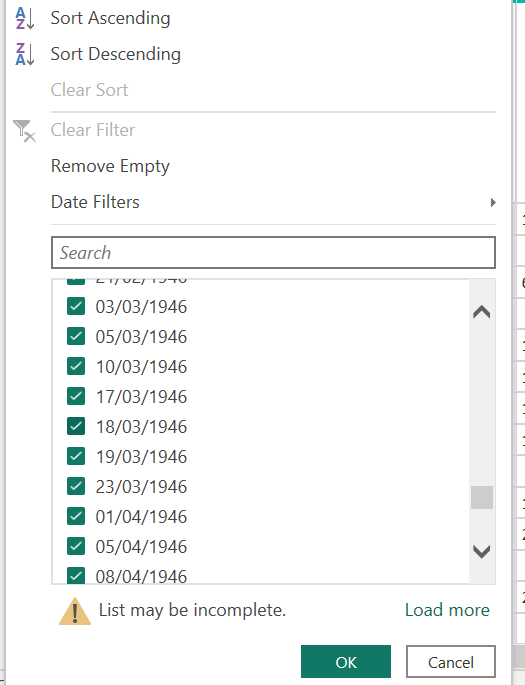 Sort Ascending
Sort Descending
Clear Sort
Clear Filter
Remove Empty
Date Filters
Search
03/03/1946
05/03/1946
10/03/1946
17/03/1946
18/03/1946
19/03/1946
23/03/1946
01/04/1946
05/04/1946
08/04/1946
List may be incomplete. Load more
OK Cancel